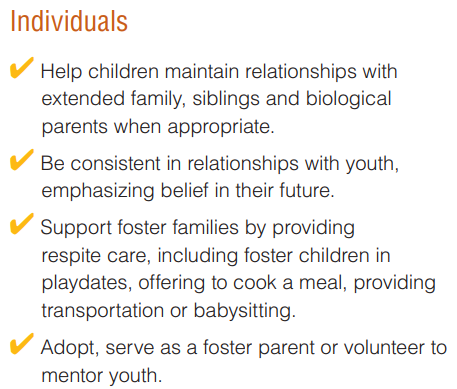 Individuals
✔ Help children maintain relationships with
extended family, siblings and biological
parents when appropriate.
✔ Be consistent in relationships with youth,
emphasizing belief in their future.
✔ Support foster families by providing
respite care, including foster children in
playdates, offering to cook a meal, providing
transportation or babysitting.
✔ Adopt, serve as a foster parent or volunteer to
mentor youth.